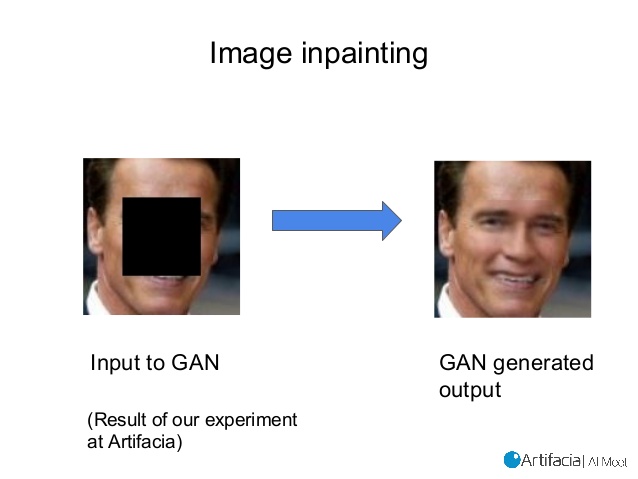 Image inpainting
Input to GAN
(Result of our experiment
at Artifacia)
GAN generated
output
Artifacia| AI Meet